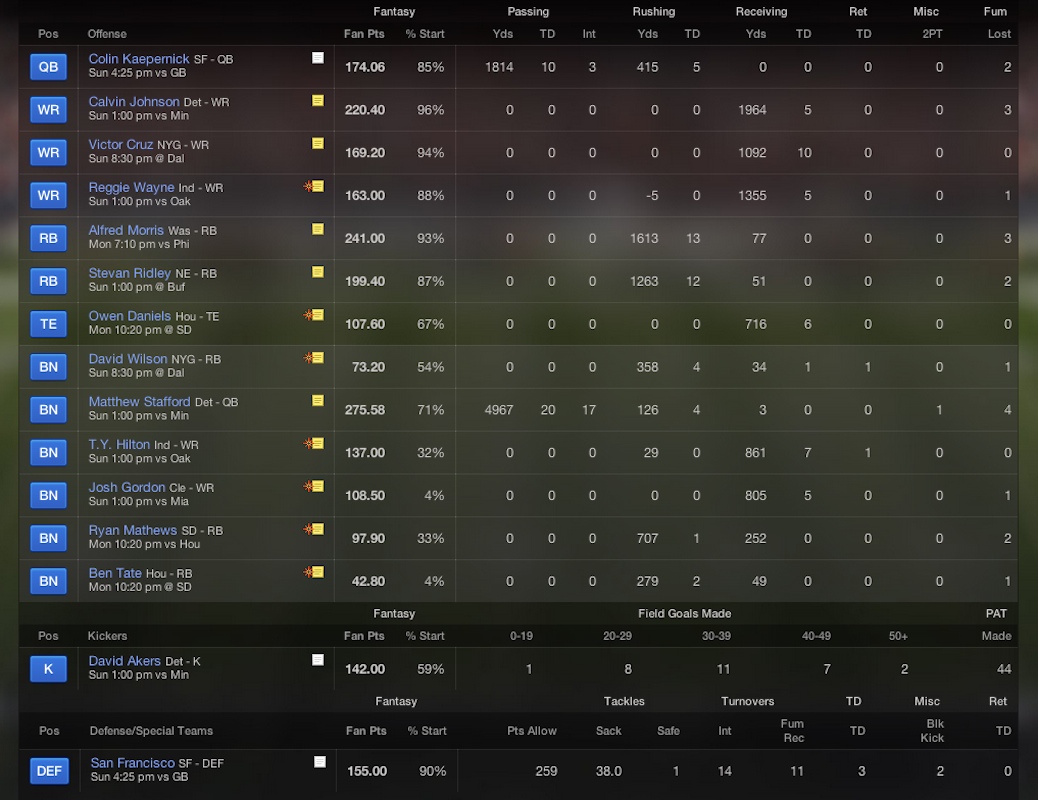 Fantasy Passing Rushing Receiving Ret Misc Fum
Pos Offense Fan Pts % Start Yds TD Int Yds TD Yds TD TD 2PT Lost
QB Colin Kaepernick SF - QB 174.06 85% 1814 10 3 415 5 0 0 0 0 2
Sun 4:25 pm vs GB
WR Calvin Johnson Det - WR 220.40 96% 0 0 0 0 0 1964 5 0 0 3
Sun 1:00 pm vs Min
WR Victor Cruz NYG - WR 169.20 94% 0 0 0 0 0 1092 10 0 0 0
Sun 8:30 pm @ Dal
WR Reggie Wayne Ind - WR 163.00 88% 0 0 0 -5 0 1355 5 0 0 1
Sun 1:00 pm vs Oak
RB Alfred Morris Was - RB 241.00 93% 0 0 0 1613 13 77 0 0 0 3
Mon 7:10 pm vs Phi
RB Stevan Ridley NE - RB 199.40 87% 0 0 0 1263 12 51 0 0 0 2
Sun 1:00 pm @ Buf
TE Owen Daniels Hou - TE 107.60 67% 0 0 0 0 0 716 6 0 0 0
Mon 10:20 pm @ SD
BN David Wilson NYG - RB 73.20 54% 0 0 0 358 4 34 1 1 0 1
Sun 8:30 pm @ Dal
BN Matthew Stafford Det - QB 275.58 71% 4967 20 17 126 4 3 0 0 1 4
Sun 1:00 pm vs Min
BN T.Y. Hilton Ind - WR 137.00 32% 0 0 0 29 0 861 7 1 0 0
Sun 1:00 pm vs Oak
BN Josh Gordon Cle - WR 108.50 4% 0 0 0 0 0 805 5 0 0 1
Sun 1:00 pm vs Mia
BN Ryan Mathews SD - RB 97.90 33% 0 0 0 707 1 252 0 0 0 2
Mon 10:20 pm vs Hou
BN Ben Tate Hou - RB 42.80 4% 0 0 0 279 2 49 0 0 0 1
Mon 10:20 pm @ SD
Fantasy Field Goals Made PAT
Pos Kickers Fan Pts % Start 0-19 20-29 30-39 40-49 50+ Made
K David Akers Det - K 142.00 59% 1 8 11 7 2 44
Sun 1:00 pm vs Min
Fantasy Tackles Turnovers TD Misc Ret
Pos Defense/Special Teams Fan Pts % Start Pts Allow Sack Safe Int Fum Rec TD Blk Kick TD
DEF San Francisco SF - DEF 155.00 90% 259 38.0 1 14 11 3 2 0
Sun 4:25 pm vs GB